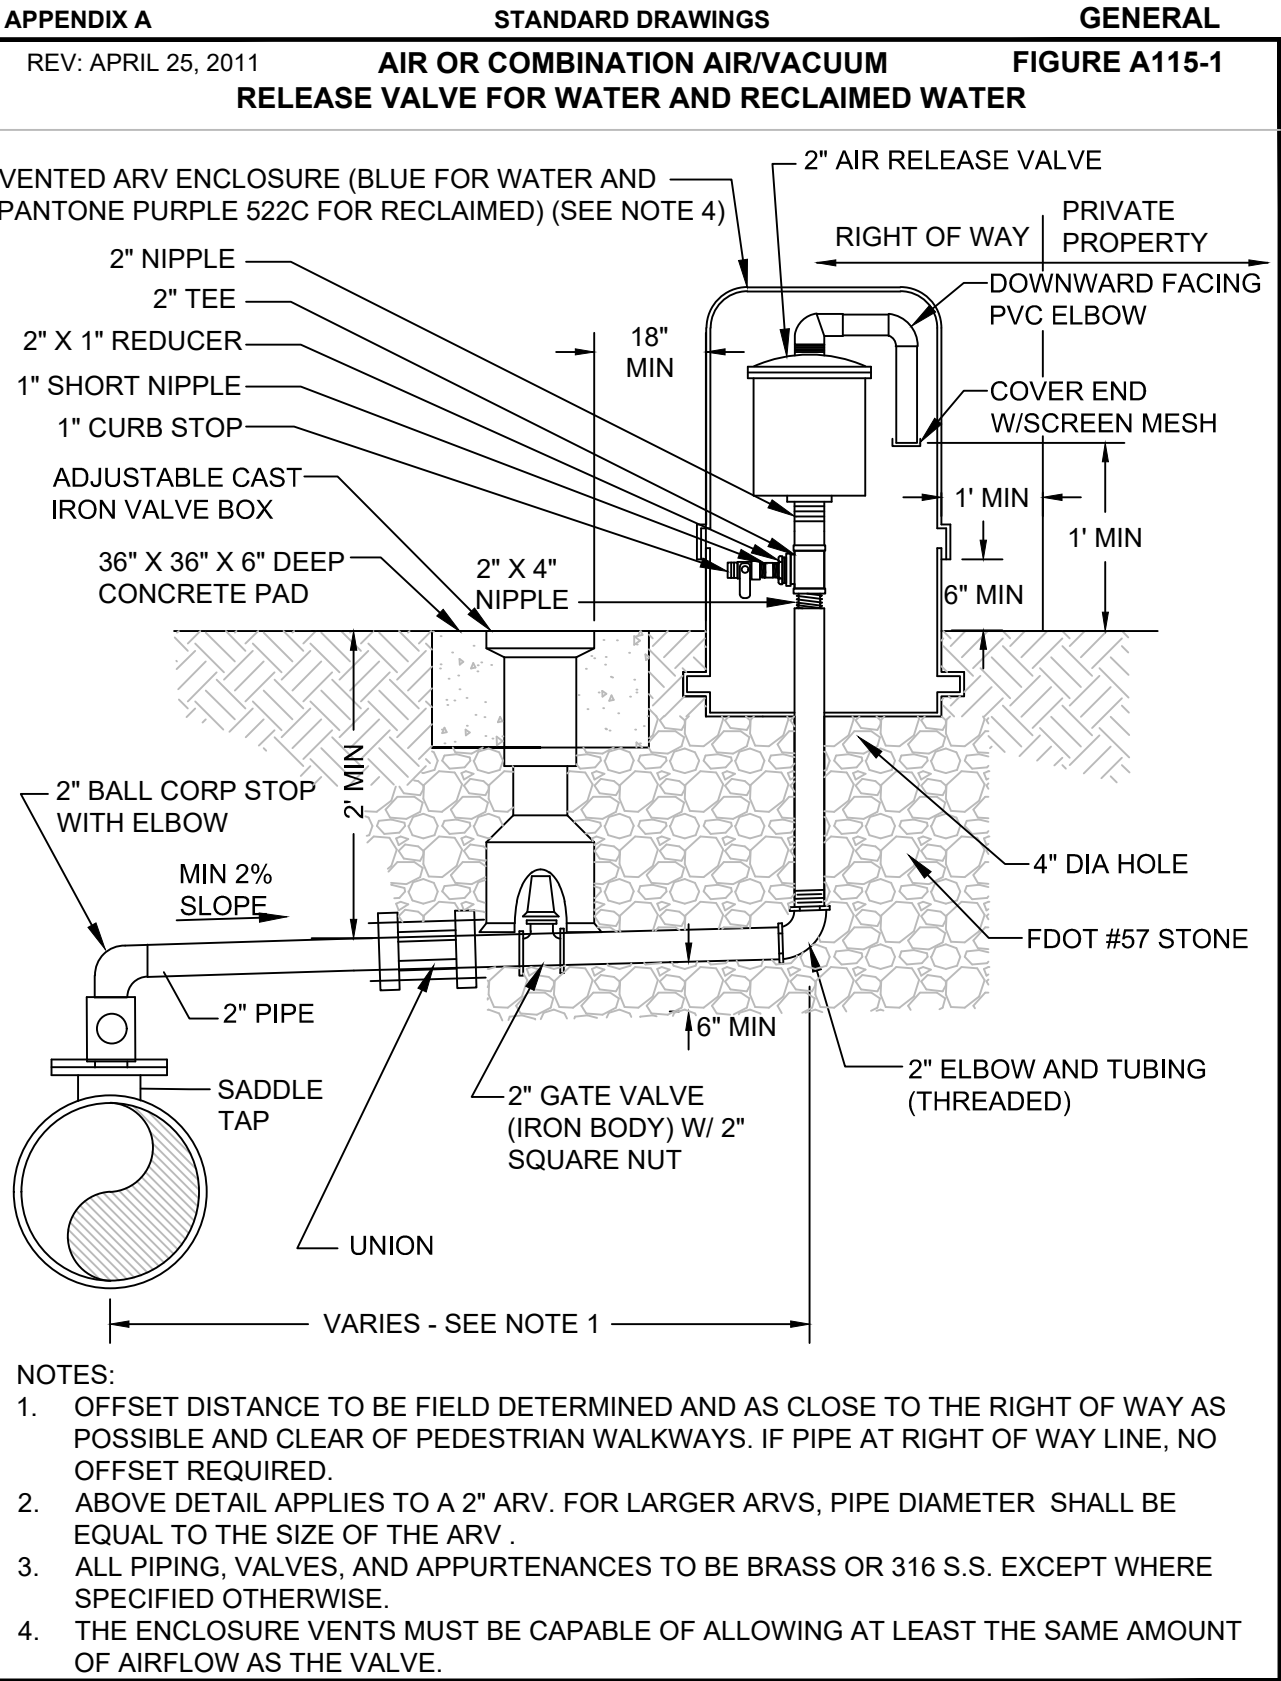 APPENDIX A
STANDARD DRAWINGS
GENERAL
REV: APRIL 25, 2011
AIR OR COMBINATION AIR/VACUUM
FIGURE A115-1
RELEASE VALVE FOR WATER AND RECLAIMED WATER
VENTED ARV ENCLOSURE (BLUE FOR WATER AND
PANTONE PURPLE 522C FOR RECLAIMED) (SEE NOTE 4)
2" AIR RELEASE VALVE
RIGHT OF WAY
PRIVATE
PROPERTY
2" NIPPLE
2" TEE
2" X 1" REDUCER
1" SHORT NIPPLE
1" CURB STOP
ADJUSTABLE CAST
IRON VALVE BOX
36" X 36" X 6" DEEP
CONCRETE PAD
18"
MIN
2" X 4"
NIPPLE
DOWNWARD FACING
PVC ELBOW
COVER END
W/SCREEN MESH
1' MIN
1' MIN
6" MIN
2' MIN
2" BALL CORP STOP
WITH ELBOW
MIN 2%
SLOPE
4" DIA HOLE
FDOT #57 STONE
2" PIPE
6" MIN
SADDLE
TAP
2" GATE VALVE
(IRON BODY) W/ 2"
SQUARE NUT
2" ELBOW AND TUBING
(THREADED)
UNION
VARIES - SEE NOTE 1
NOTES:
1. OFFSET DISTANCE TO BE FIELD DETERMINED AND AS CLOSE TO THE RIGHT OF WAY AS
POSSIBLE AND CLEAR OF PEDESTRIAN WALKWAYS. IF PIPE AT RIGHT OF WAY LINE, NO
OFFSET REQUIRED.
2. ABOVE DETAIL APPLIES TO A 2" ARV. FOR LARGER ARVS, PIPE DIAMETER SHALL BE
EQUAL TO THE SIZE OF THE ARV .
3. ALL PIPING, VALVES, AND APPURTENANCES TO BE BRASS OR 316 S.S. EXCEPT WHERE
SPECIFIED OTHERWISE.
4. THE ENCLOSURE VENTS MUST BE CAPABLE OF ALLOWING AT LEAST THE SAME AMOUNT
OF AIRFLOW AS THE VALVE.